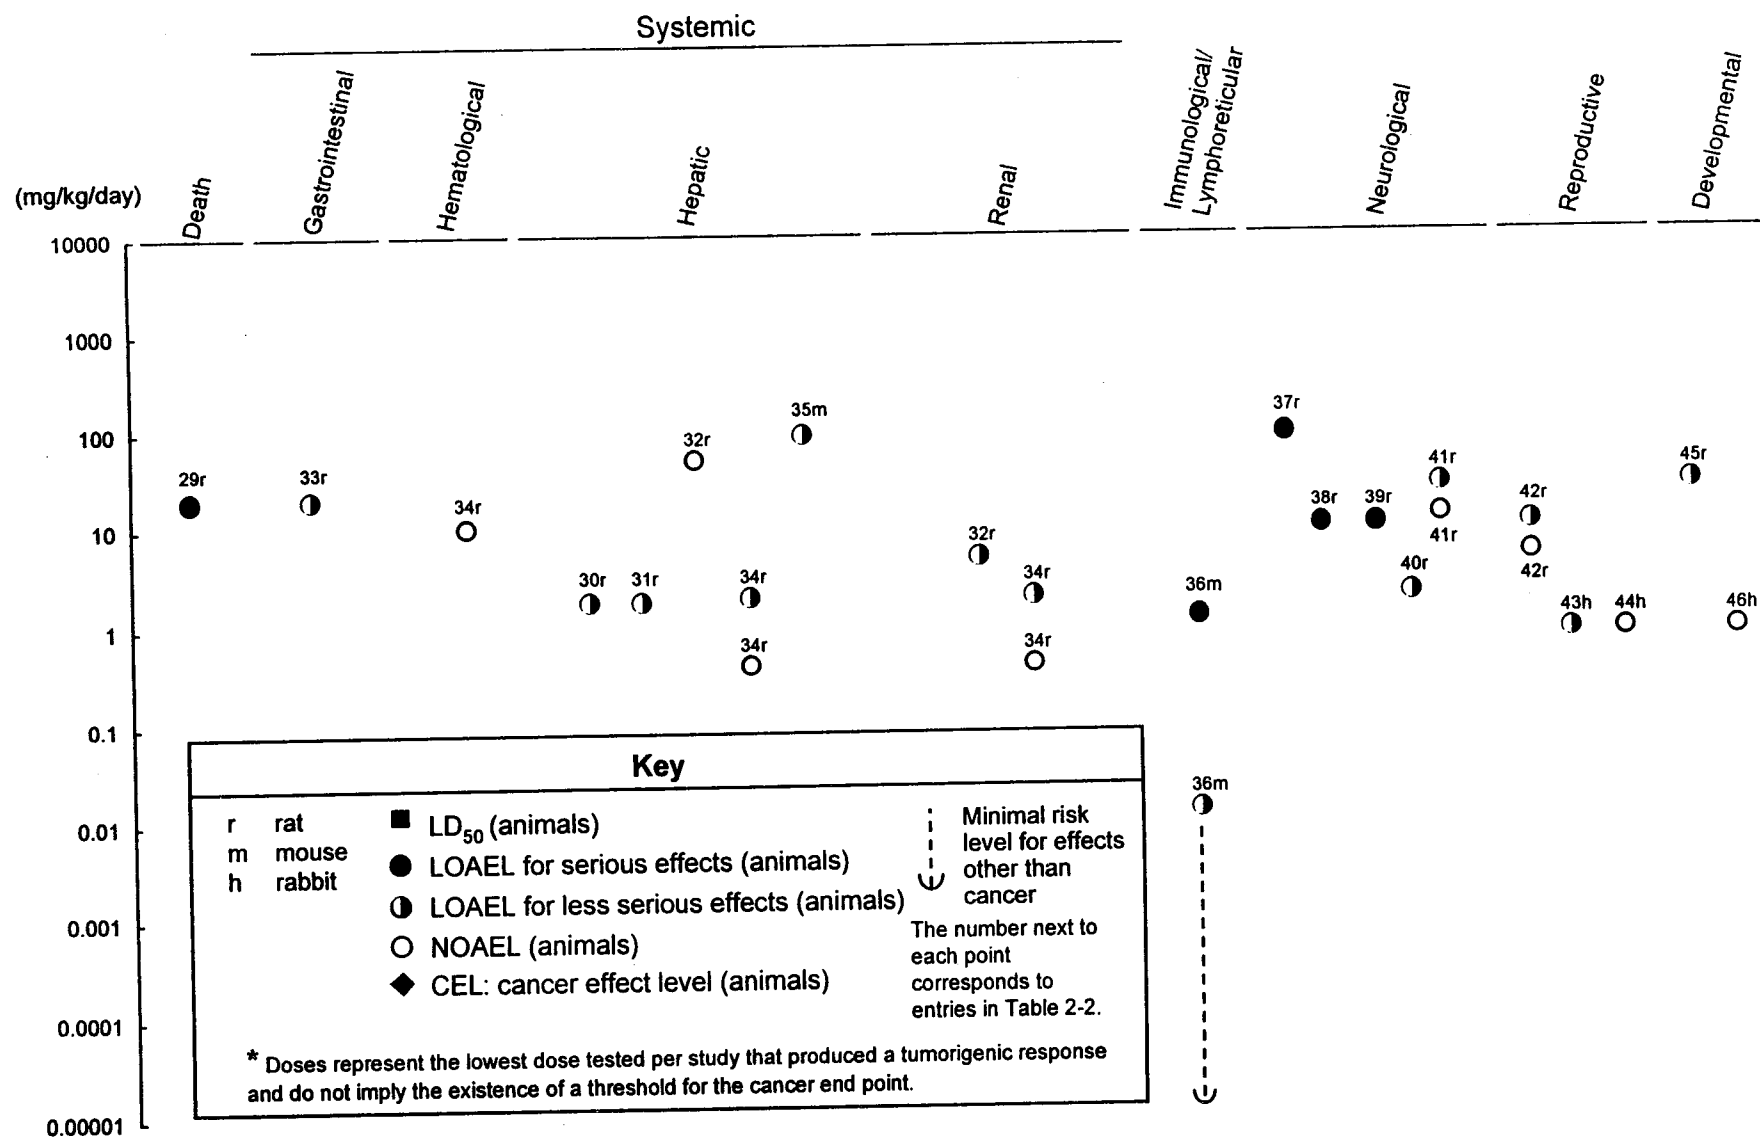 Systemic
(mg/kg/day)
Death
Gastrointestinal
Hematological
Hepatic
Renal
Immunological/
Lymphoreticular
Neurological
Reproductive
Developmental
10000
1000
100
10
1
0.1
0.01
0.001
0.0001
0.00001
29r
33r
34r
30r
31r
32r
34r
34r
35m
32r
34r
34r
36m
36m
37r
38r
39r
40r
41r
41r
42r
42r
43h
44h
45r
46h
Key
r rat
m mouse
h rabbit
LD50 (animals)
LOAEL for serious effects (animals)
LOAEL for less serious effects (animals)
NOAEL (animals)
CEL: cancer effect level (animals)
Minimal risk
level for effects
other than
cancer
The number next to
each point
corresponds to
entries in Table 2-2.
* Doses represent the lowest dose tested per study that produced a tumorigenic response
and do not imply the existence of a threshold for the cancer end point.